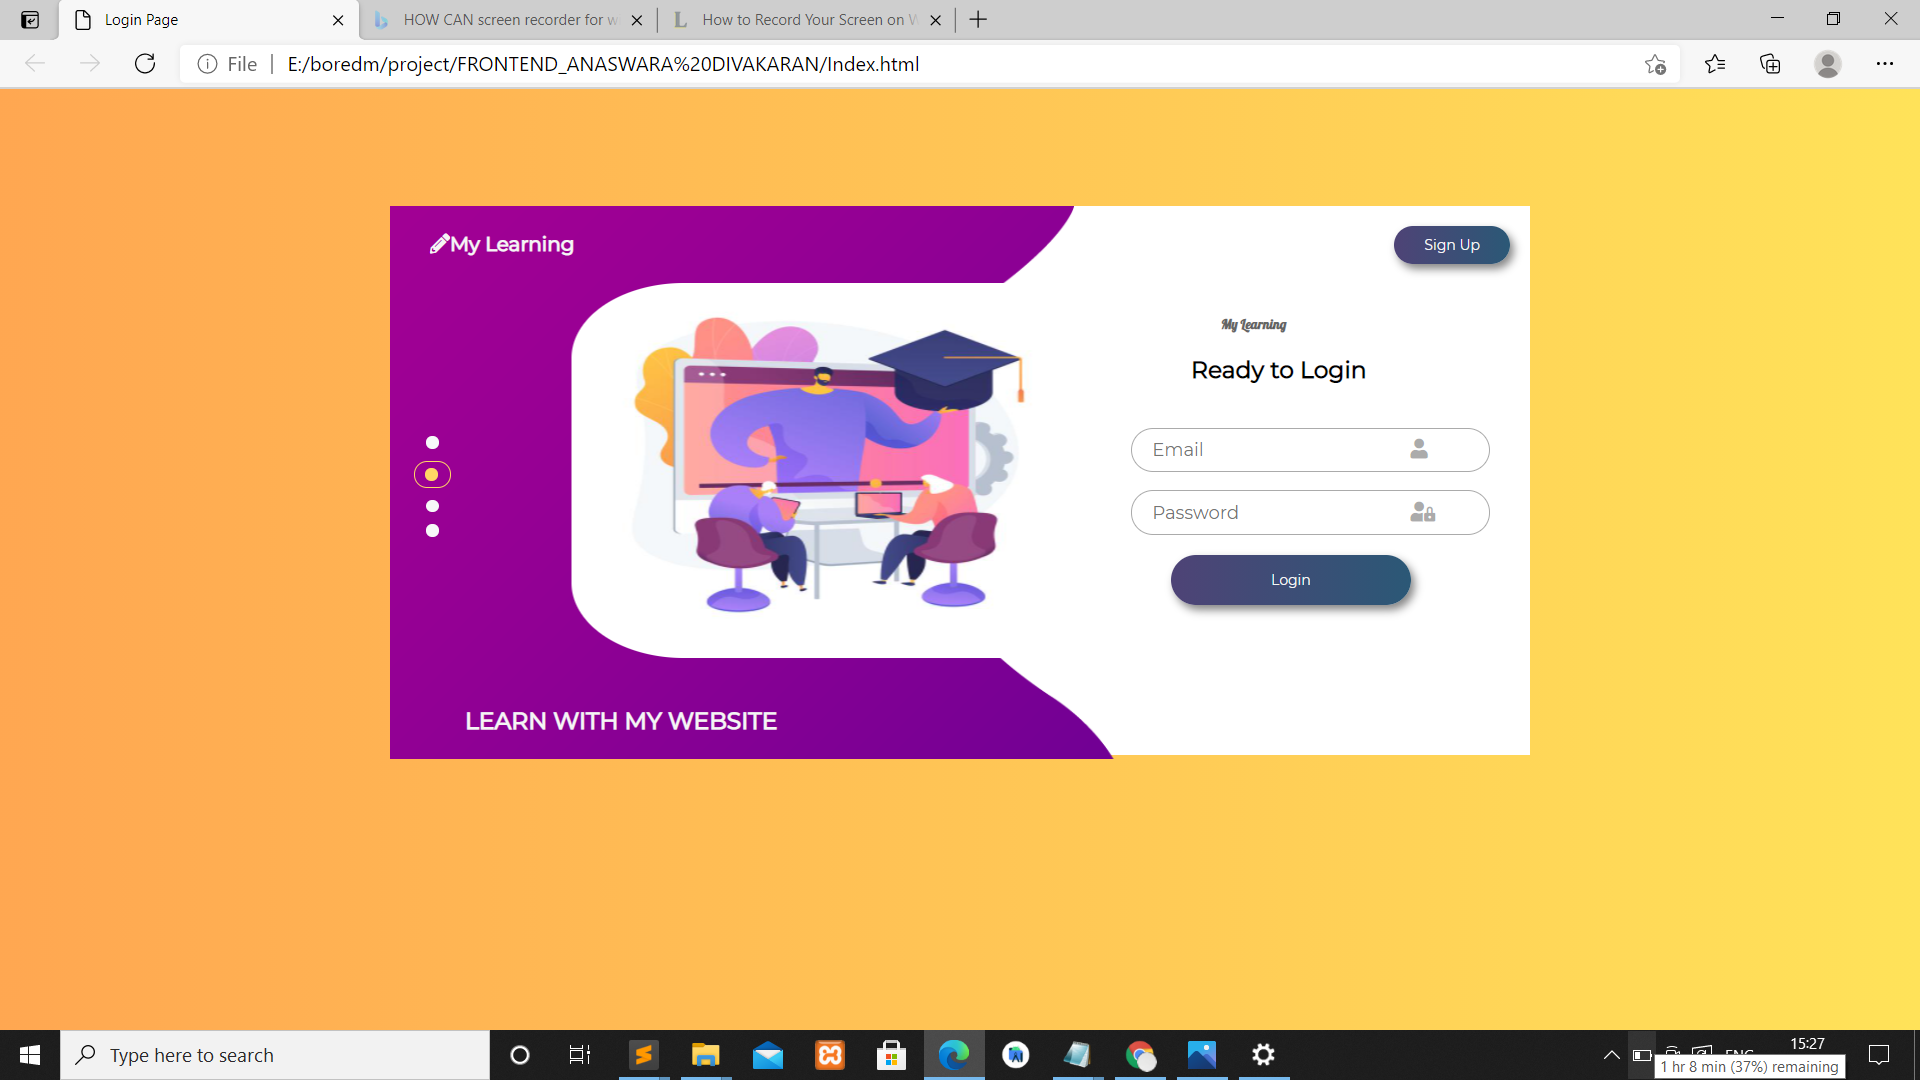 Login Page
HOW CAN screen recorder for w
How to Record Your Screen on W
File
E:/boredm/project/FRONTEND_ANASWARA%20DIVAKARAN/Index.html
My Learning
Sign Up
My Learning
Ready to Login
Email
Password
Login
LEARN WITH MY WEBSITE
Type here to search
ENG
15:27
1 hr 8 min (37%) remaining